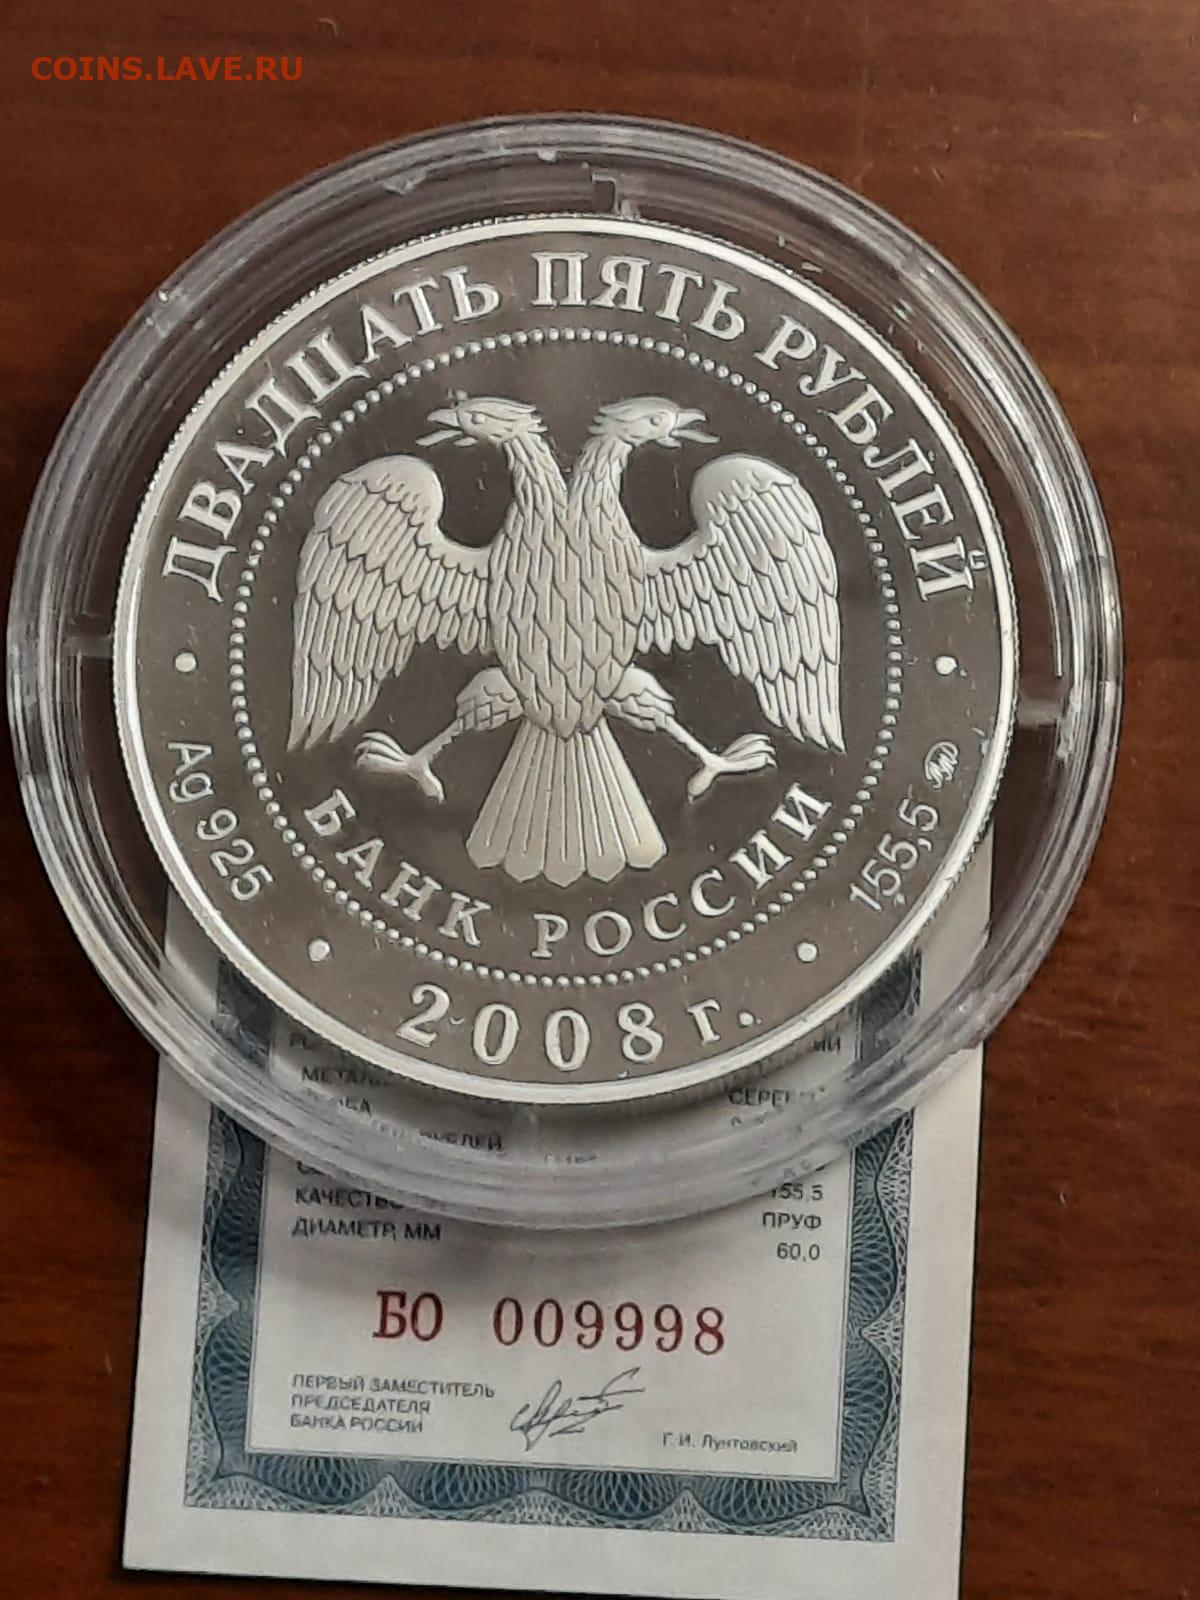 COINS.LAVE.RU
ДВАДЦАТЬ ПЯТЬ РУБЛЕЙ
БАНК РОССИИ
Ag 925
155,5
2008 г.
155,5
КАЧЕСТВО
ПРУФ
ДИАМЕТР, ММ
60,0
БО 009998
ПЕРВЫЙ ЗАМЕСТИТЕЛЬ
ПРЕДСЕДАТЕЛЯ
БАНКА РОССИИ
Г. И. Лунтовский